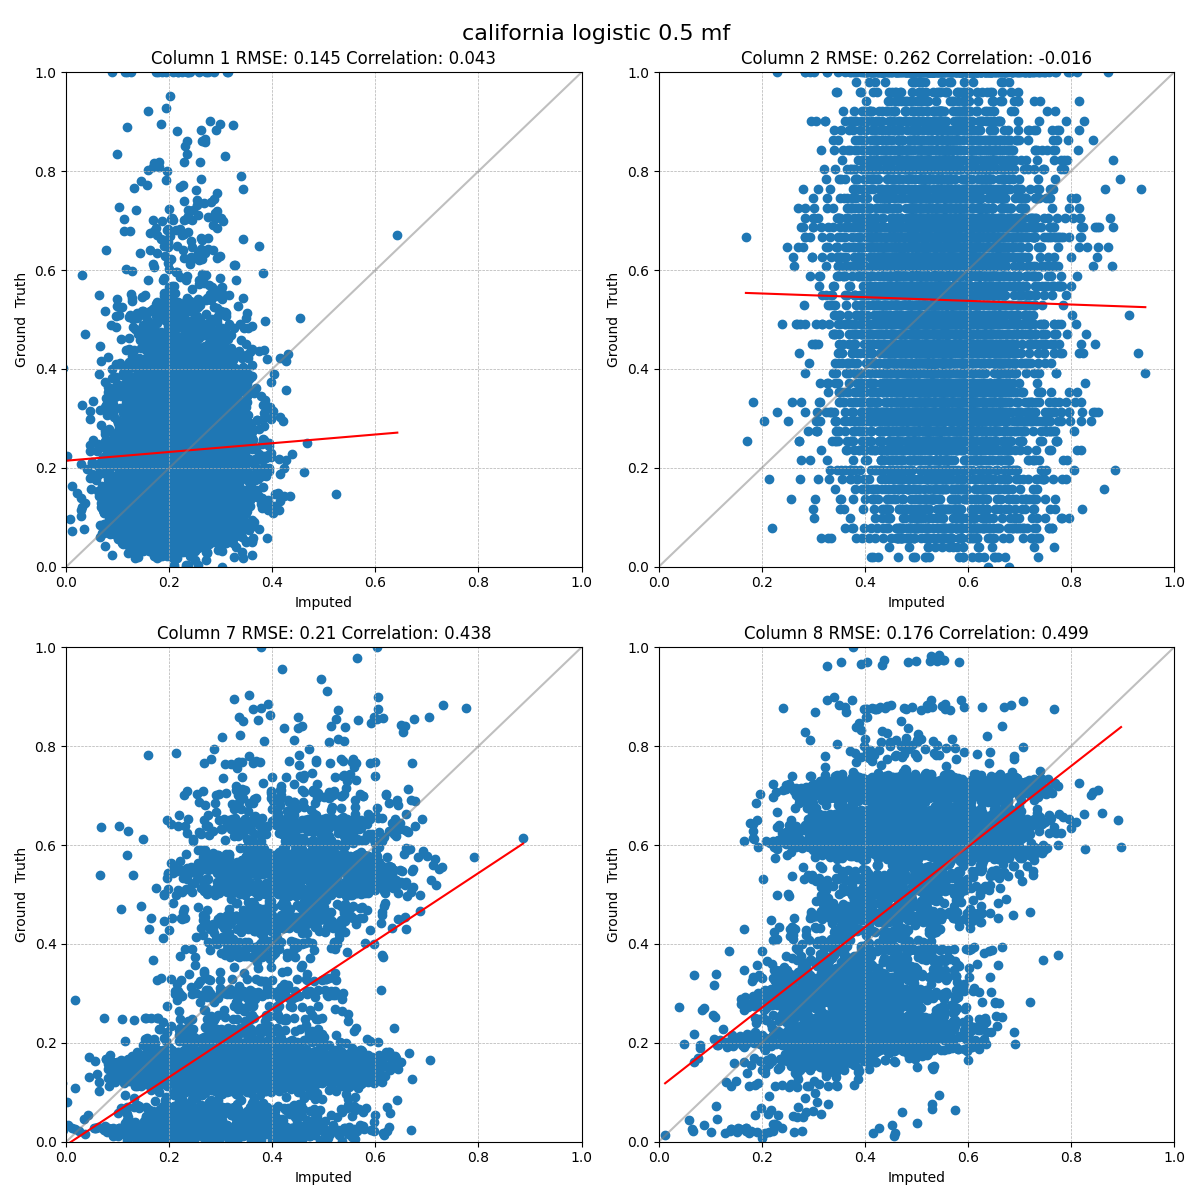 california logistic 0.5 mf
Column 1 RMSE: 0.145 Correlation: 0.043
Column 2 RMSE: 0.262 Correlation: -0.016
1.0
0.8
0.6
0.4
0.2
0.0
Ground Truth
0.0 0.2 0.4 0.6 0.8 1.0
Imputed
1.0
0.8
0.6
0.4
0.2
0.0
Ground Truth
0.0 0.2 0.4 0.6 0.8 1.0
Imputed
Column 7 RMSE: 0.21 Correlation: 0.438
Column 8 RMSE: 0.176 Correlation: 0.499
1.0
0.8
0.6
0.4
0.2
0.0
Ground Truth
0.0 0.2 0.4 0.6 0.8 1.0
Imputed
1.0
0.8
0.6
0.4
0.2
0.0
Ground Truth
0.0 0.2 0.4 0.6 0.8 1.0
Imputed